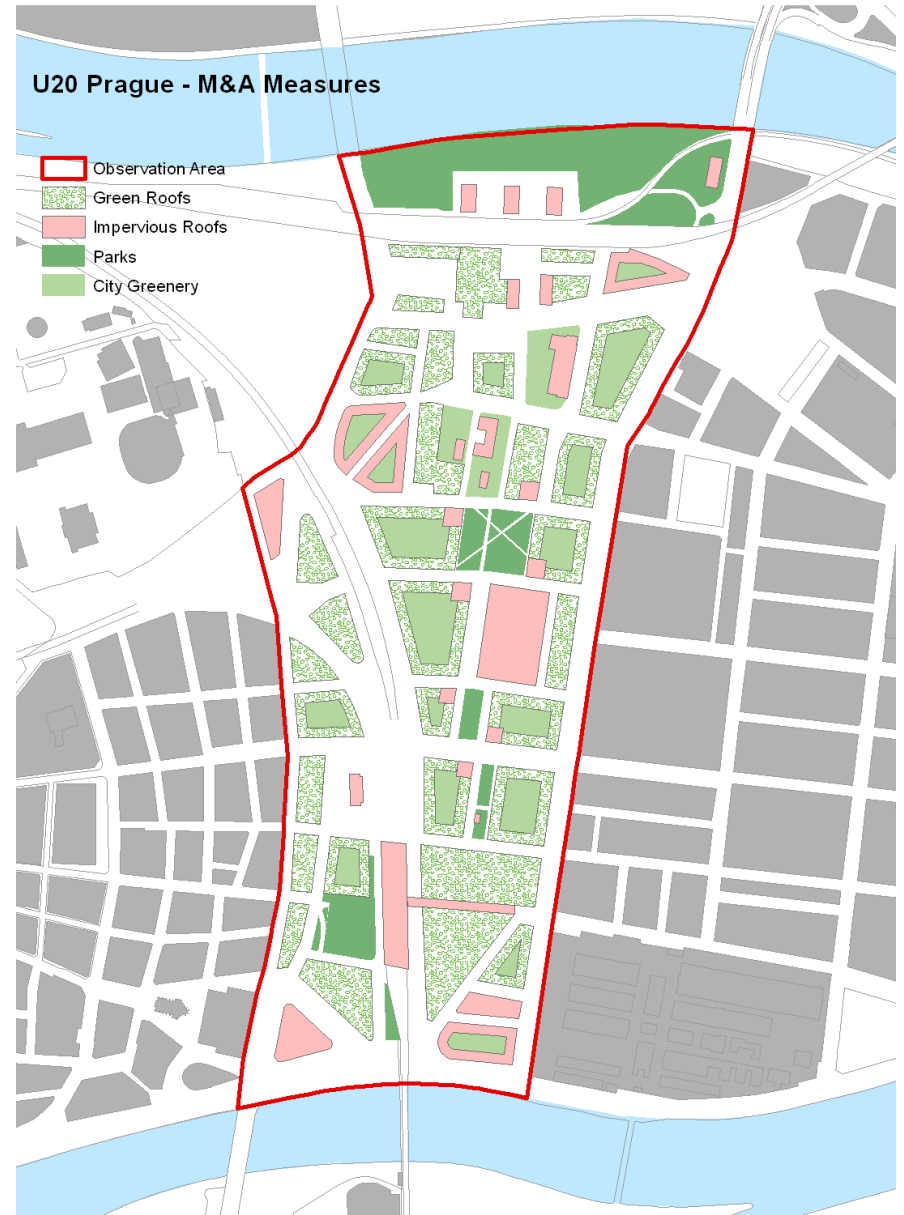 U20 Prague - M&A Measures
Observation Area
Green Roofs
Impervious Roofs
Parks
City Greenery